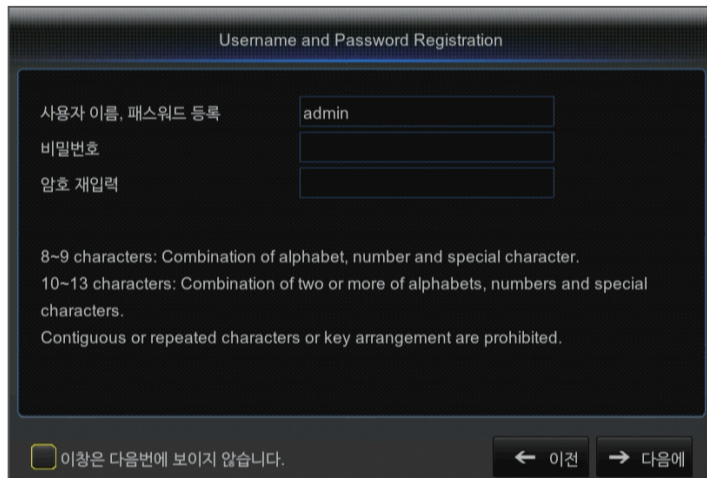 Username and Password Registration
사용자 이름, 패스워드 등록 admin
비밀번호
암호 재입력
8~9 characters: Combination of alphabet, number and special character.
10~13 characters: Combination of two or more of alphabets, numbers and special
characters.
Contiguous or repeated characters or key arrangement are prohibited.
이창은 다음번에 보이지 않습니다. 이전 다음에